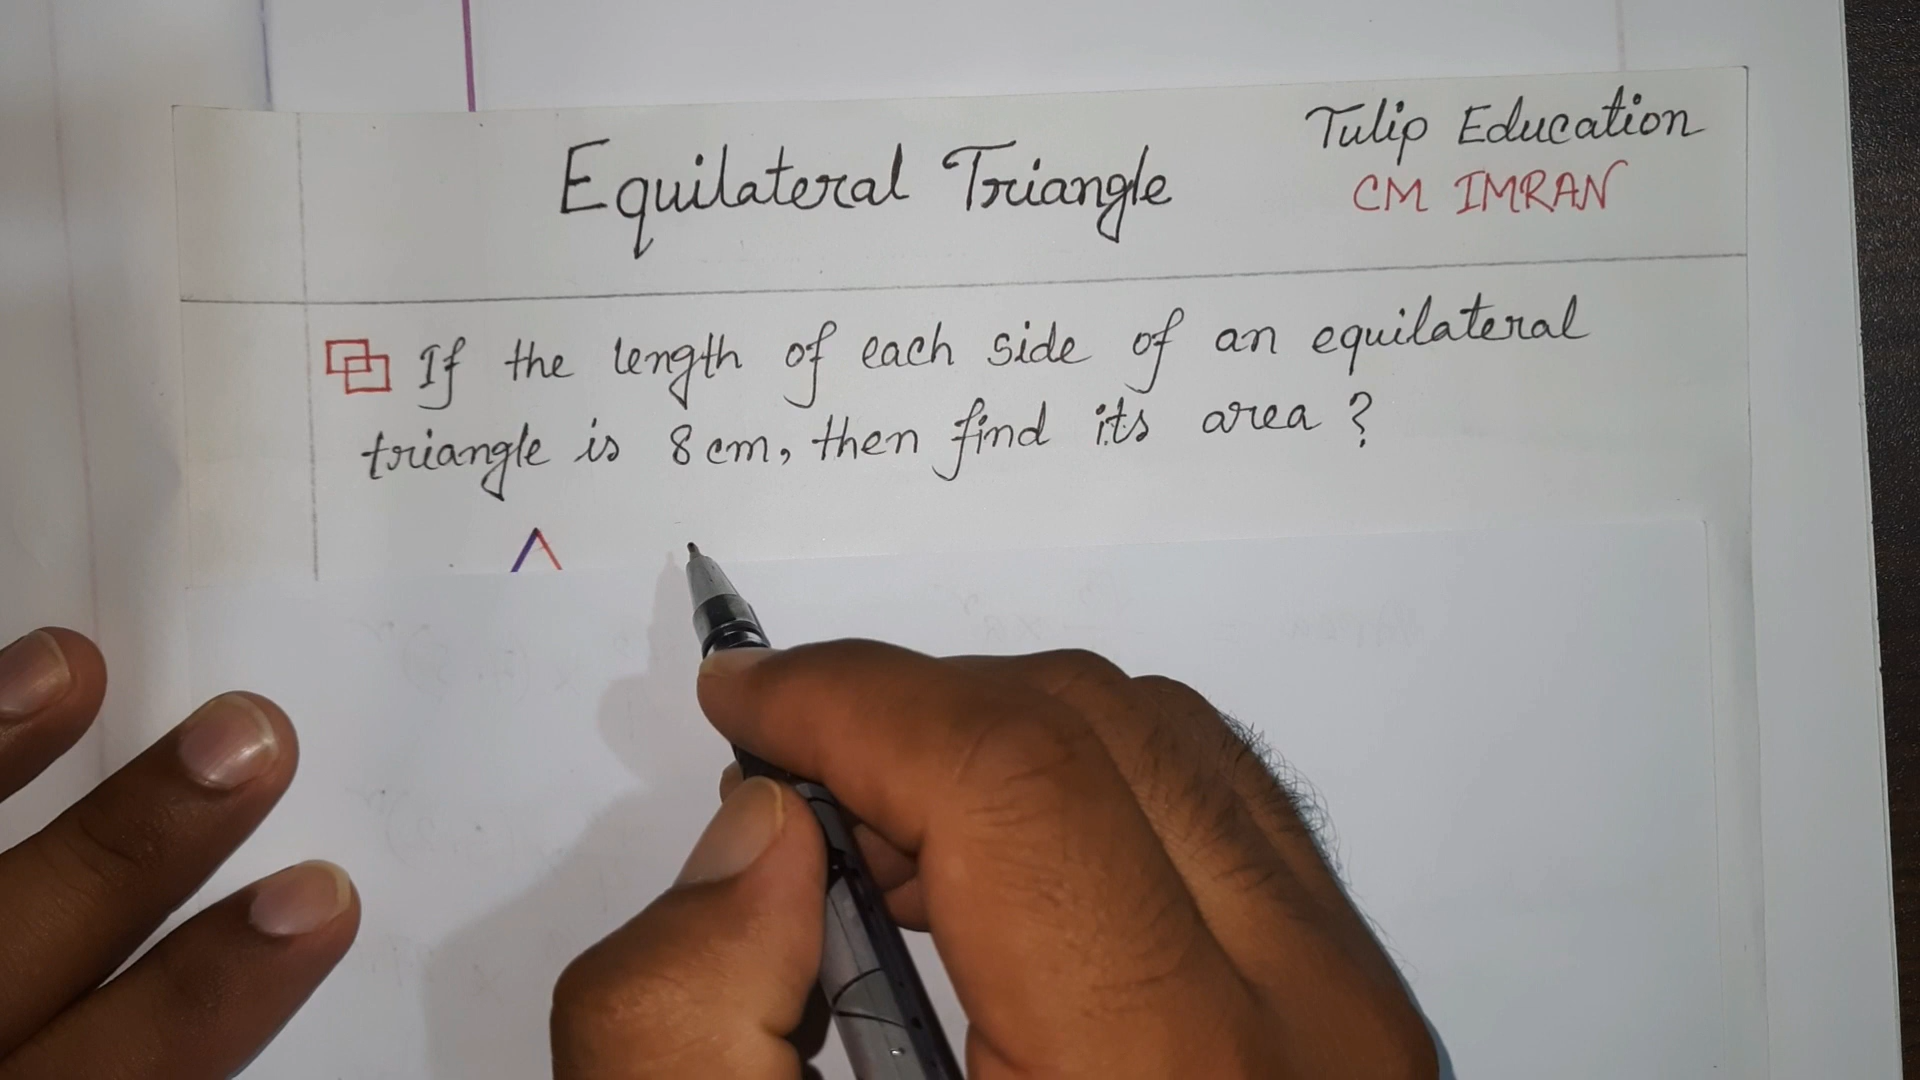 Equilateral Triangle
Tulip Education
CM IMRAN
If the length of each side of an equilateral
triangle is 8 cm, then find its area ?